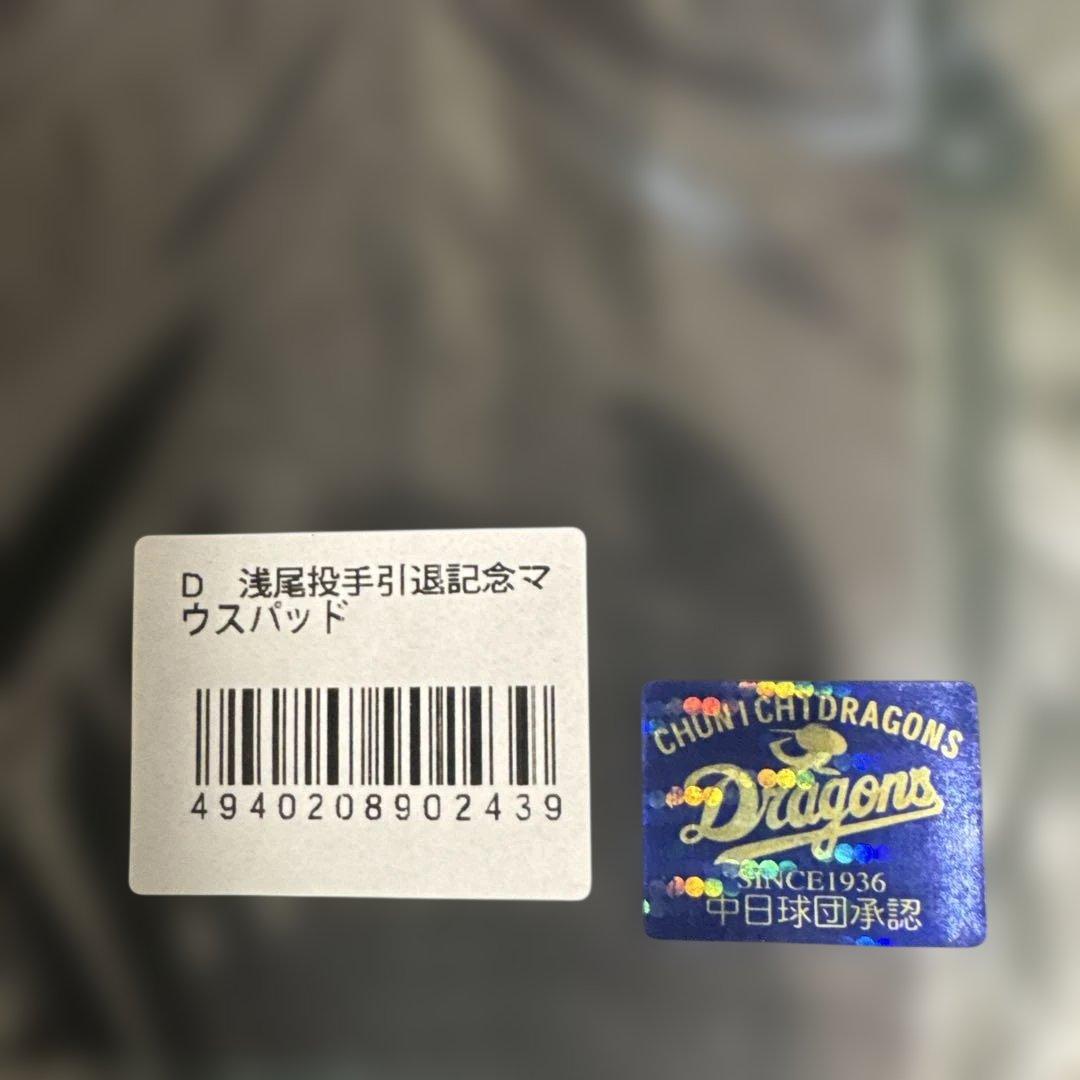 D 浅尾投手引退記念マ
ウスパッド
4940208902439
CHUNICHI DRAGONS
Dragons
SINCE1936
中日球団承認